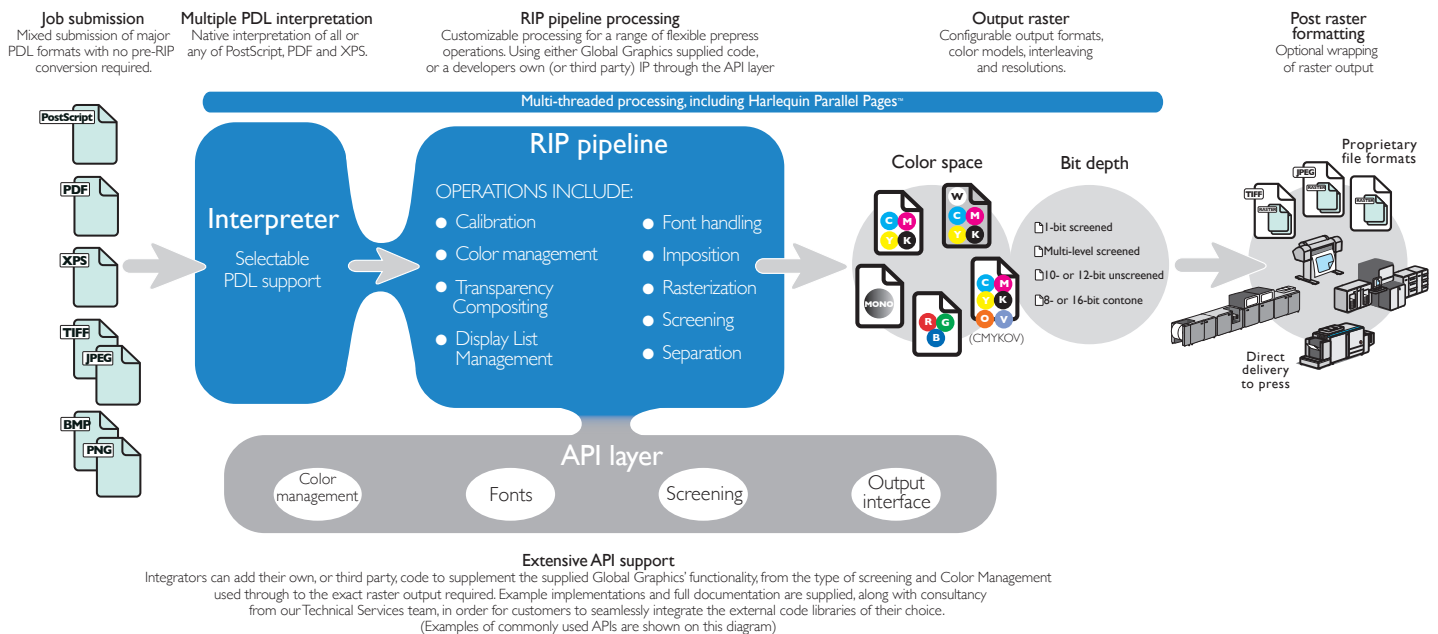 Job submission
Mixed submission of major
PDL formats with no pre-RIP
conversion required.
Multiple PDL interpretation
Native interpretation of all or
any of PostScript, PDF and XPS.
RIP pipeline processing
Customizable processing for a range of flexible prepress
operations. Using either Global Graphics supplied code,
or a developers own (or third party) IP through the API layer
Output raster
Configurable output formats,
color models, interleaving
and resolutions.
Post raster
formatting
Optional wrapping
of raster output
Multi-threaded processing, including Harlequin Parallel Pages™
PostScript
PDF
XPS
TIFF
JPEG
BMP
PNG
Interpreter
Selectable
PDL support
RIP pipeline
OPERATIONS INCLUDE:
Calibration
Color management
Transparency
Compositing
Display List
Management
Font handling
Imposition
Rasterization
Screening
Separation
Color space
C M
Y K
W
C M
Y K
MONO
R G
B
C M
Y K
O V
(CMYKOV)
Bit depth
1-bit screened
Multi-level screened
10- or 12-bit unscreened
8- or 16-bit contone
Proprietary
file formats
TIFF
RASTER
JPEG
RASTER
RASTER
Direct
delivery
to press
API layer
Color
management
Fonts
Screening
Output
interface
Extensive API support
Integrators can add their own, or third party, code to supplement the supplied Global Graphics' functionality, from the type of screening and Color Management
used through to the exact raster output required. Example implementations and full documentation are supplied, along with consultancy
from our Technical Services team, in order for customers to seamlessly integrate the external code libraries of their choice.
(Examples of commonly used APIs are shown on this diagram)